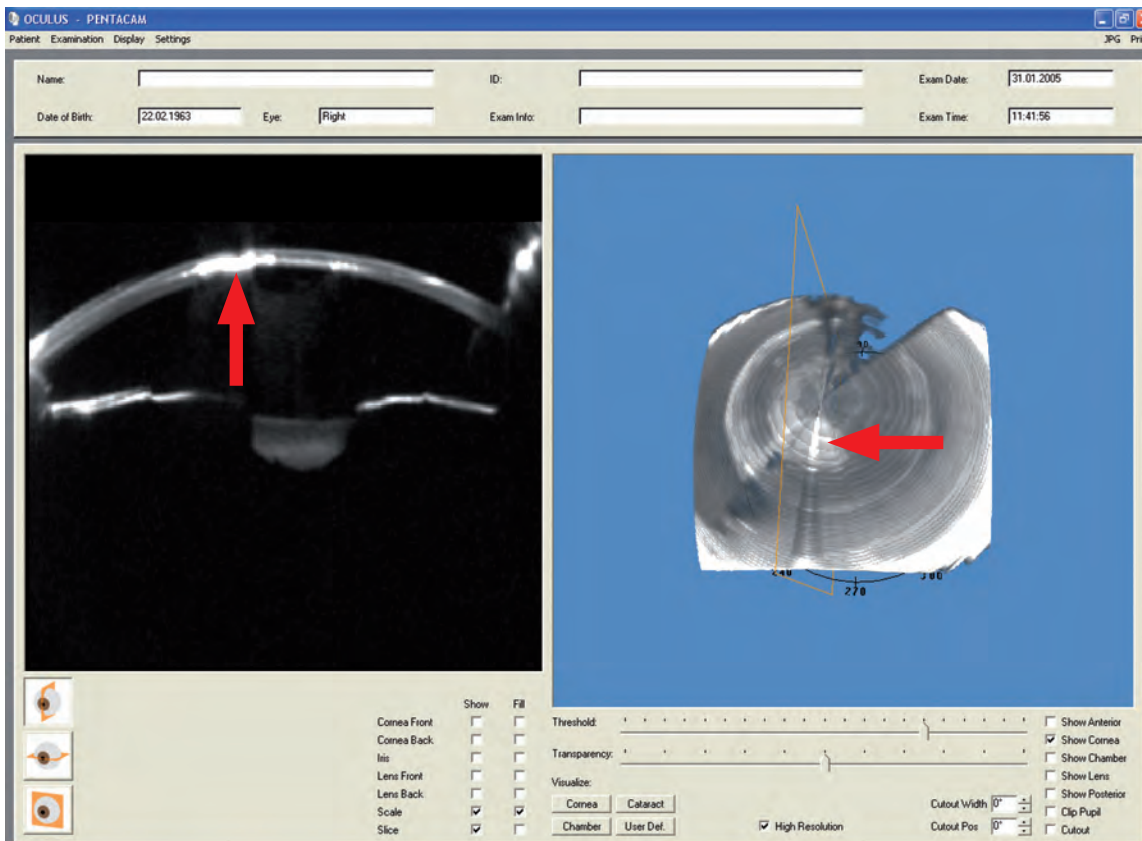 OCULUS - PENTACAM
Patient Examination Display Settings JPG Pri
Name: ID: Exam Date: 31.01.2005
Date of Birth: 22.02.1963 Eye: Right Exam Info: Exam Time: 11:41:56
240 270 300
Show Fill
Cornea Front
Cornea Back
Iris
Lens Front
Lens Back
Scale
Slice
Threshold:
Transparency:
Visualize:
Cornea Cataract
Chamber User Def.
High Resolution
Cutout Width 0°
Cutout Pos 0°
Show Anterior
Show Cornea
Show Chamber
Show Lens
Show Posterior
Clip Pupil
Cutout